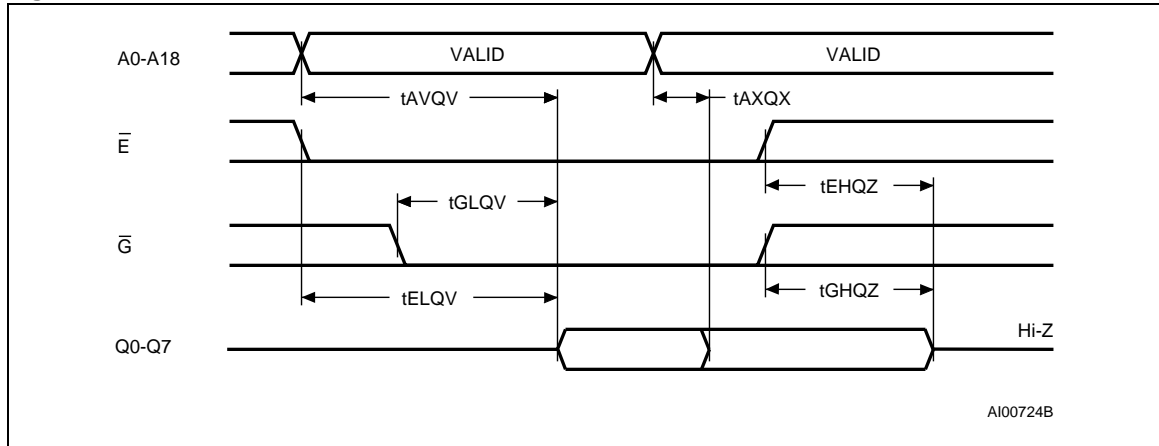 A0-A18
VALID
VALID
tAVQV
tAXQX
E̅
tEHQZ
tGLQV
G̅
tELQV
tGHQZ
Q0-Q7
Hi-Z
AI00724B